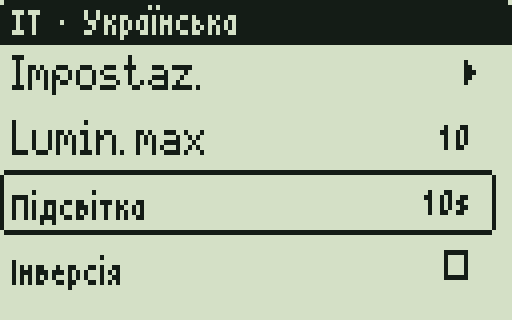 IT · Українська
Impostaz.
Lumin. max 10
Підсвітка 10s
Інверсія